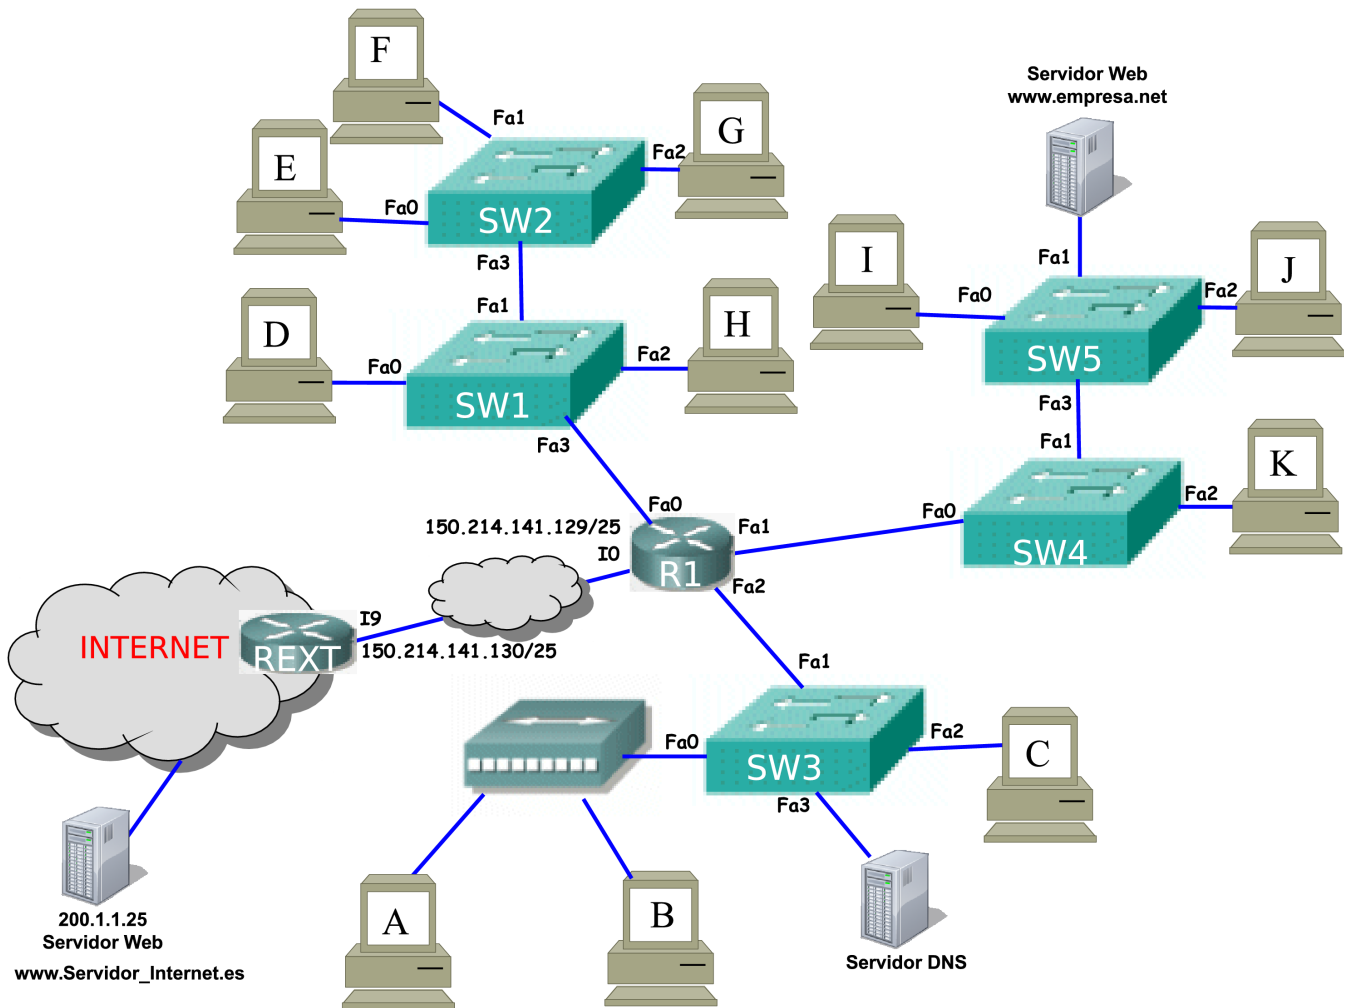 F
Fa1
G
Fa2
E
Fa0
SW2
Fa3
Servidor Web
www.empresa.net
I
Fa1
J
Fa0
Fa2
SW5
Fa3
Fa1
D
H
Fa0
Fa2
SW1
Fa3
Fa1
K
Fa0
Fa2
SW4
Fa0
150.214.141.129/25
Fa1
I0
R1
Fa2
INTERNET
REXT
I9
150.214.141.130/25
Fa1
Fa0
Fa2
SW3
C
Fa3
A
B
Servidor DNS
200.1.1.25
Servidor Web
www.Servidor_Internet.es